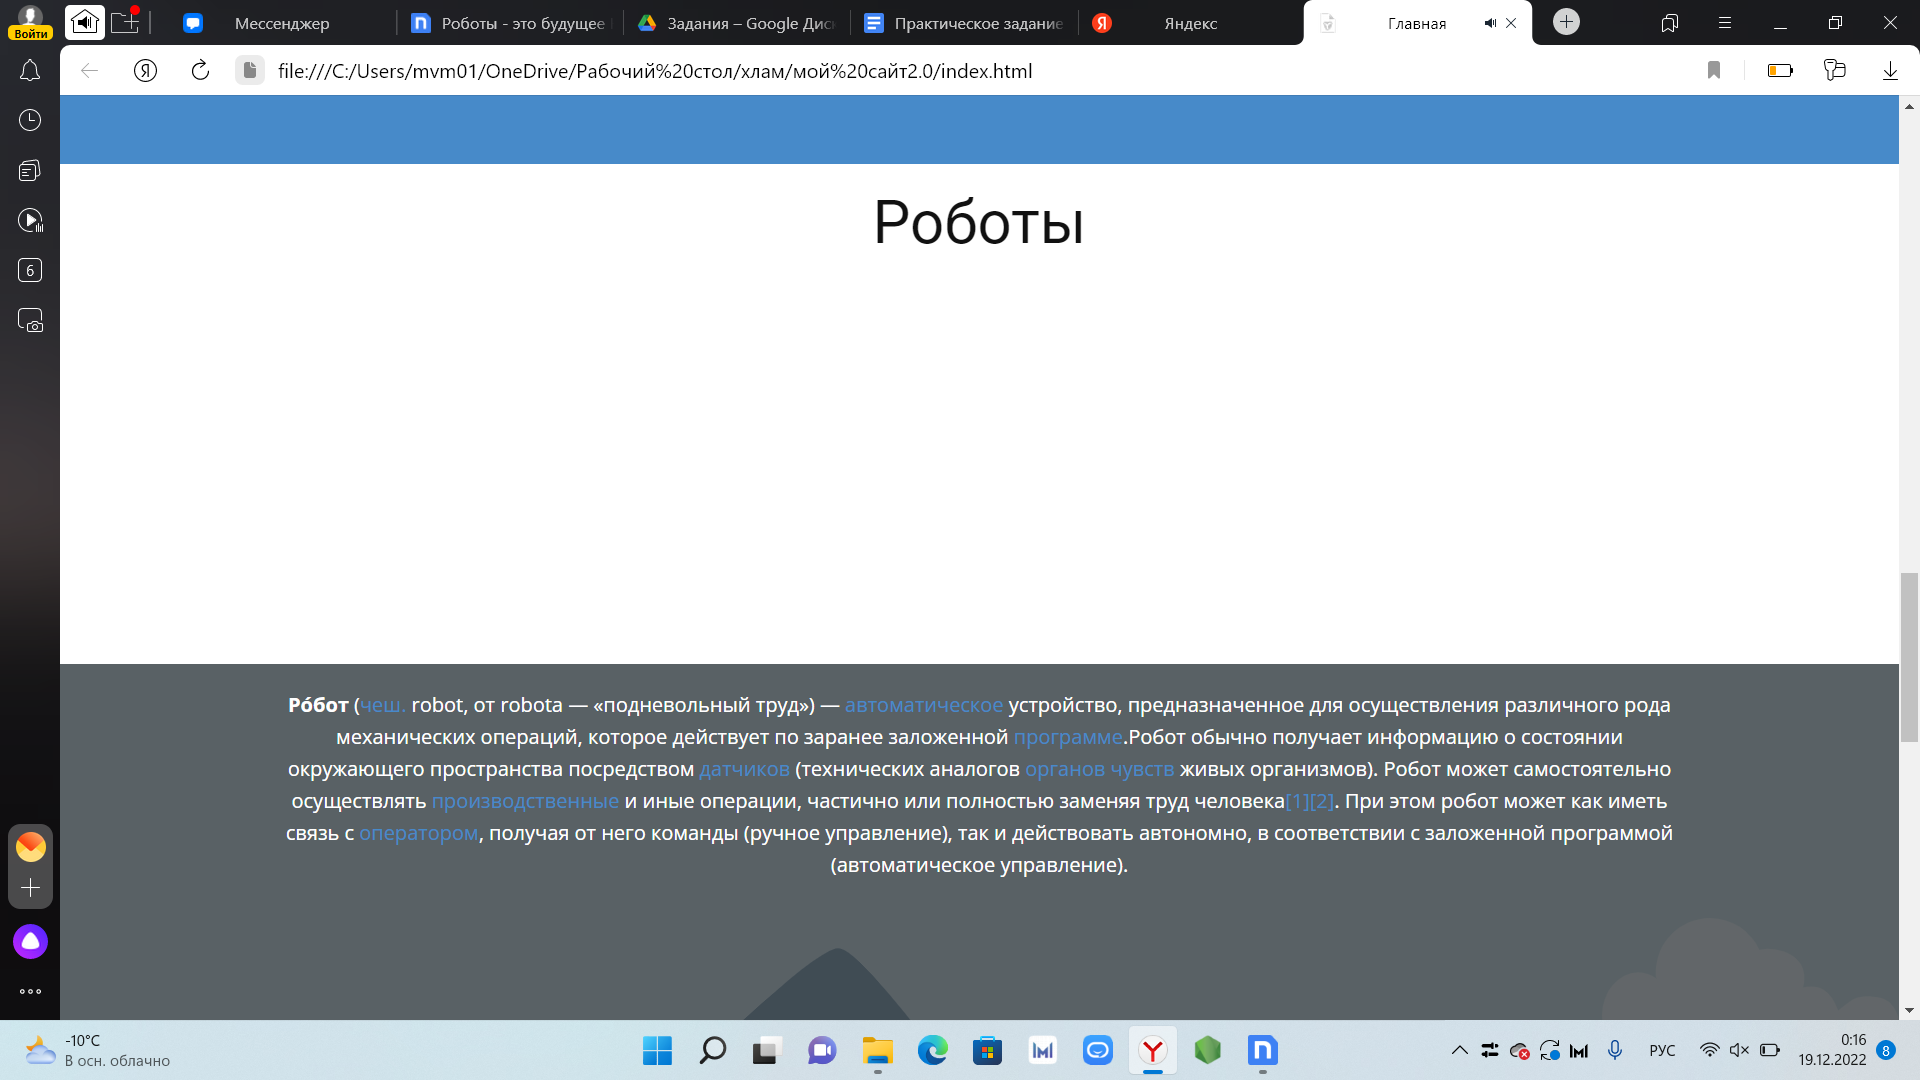 Войти
Мессенджер
Роботы - это будущее
Задания – Google Дис
Практическое задание
Яндекс
Главная
file:///C:/Users/mvm01/OneDrive/Рабочий%20стол/хлам/мой%20сайт2.0/index.html
6
Роботы
Ро́бот (чеш. robot, от robota — «подневольный труд») — автоматическое устройство, предназначенное для осуществления различного рода
механических операций, которое действует по заранее заложенной программе.Робот обычно получает информацию о состоянии
окружающего пространства посредством датчиков (технических аналогов органов чувств живых организмов). Робот может самостоятельно
осуществлять производственные и иные операции, частично или полностью заменяя труд человека[1][2]. При этом робот может как иметь
связь с оператором, получая от него команды (ручное управление), так и действовать автономно, в соответствии с заложенной программой
(автоматическое управление).
-10°C
В осн. облачно
РУС
0:16
19.12.2022
8